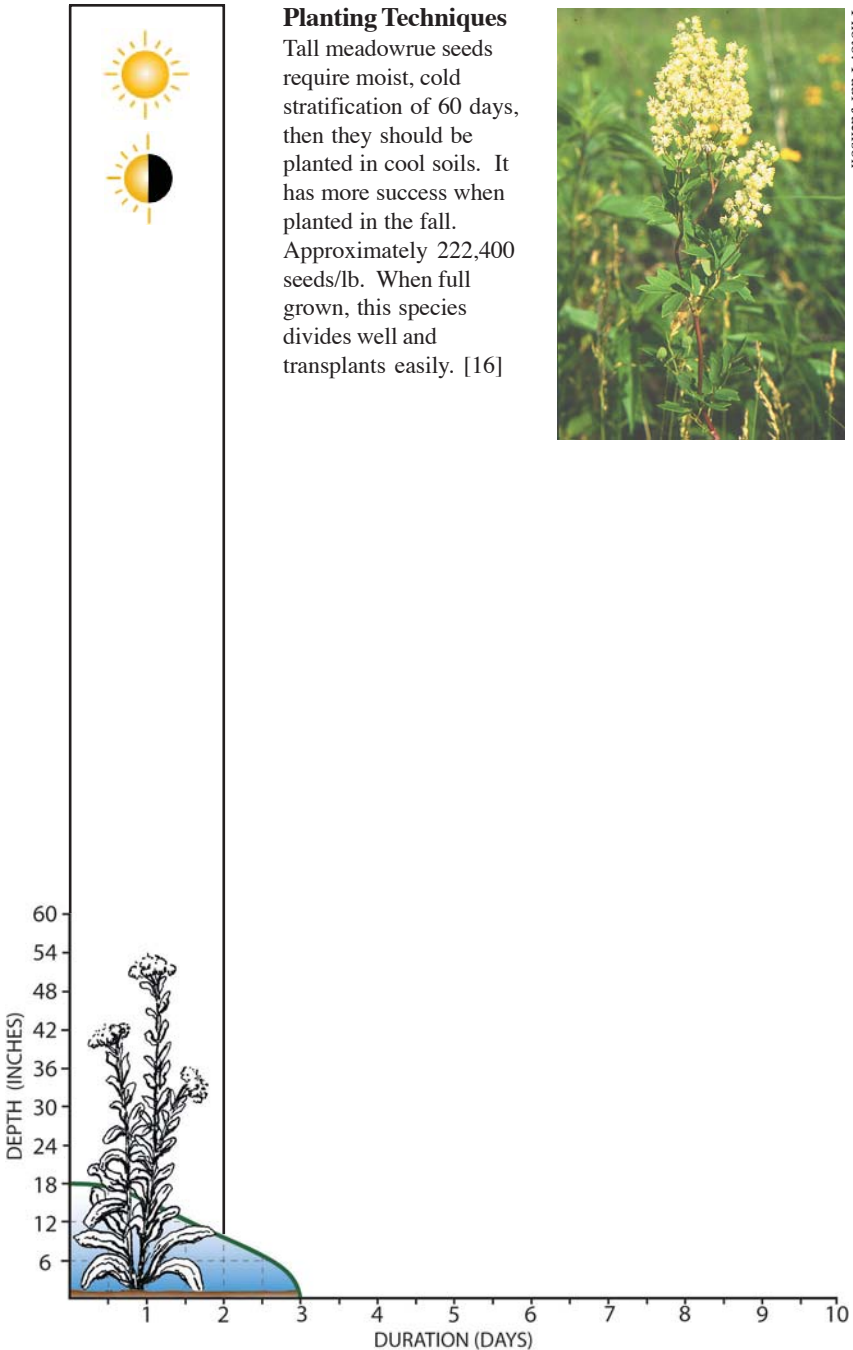 Planting Techniques
Tall meadowrue seeds
require moist, cold
stratification of 60 days,
then they should be
planted in cool soils. It
has more success when
planted in the fall.
Approximately 222,400
seeds/lb. When full
grown, this species
divides well and
transplants easily. [16]
60
54
48
42
36
30
24
18
12
6
DEPTH (INCHES)
1 2 3 4 5 6 7 8 9 10
DURATION (DAYS)